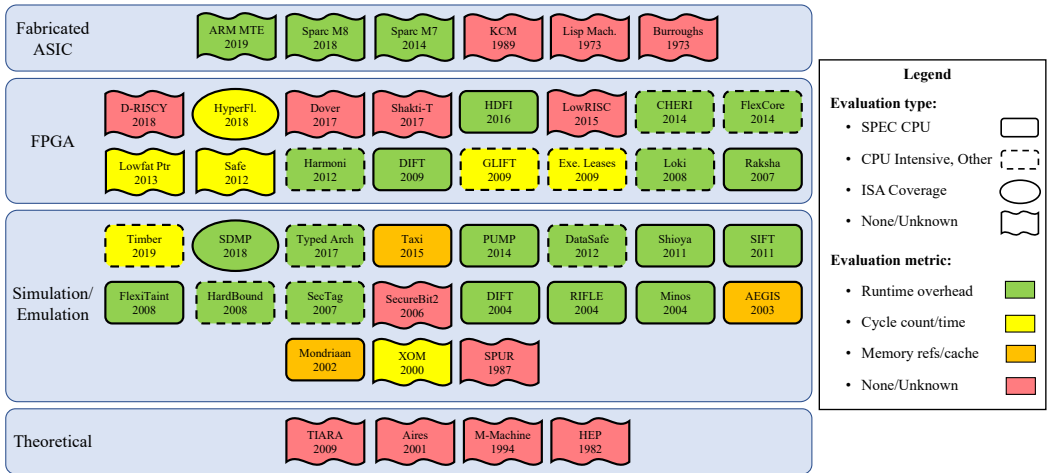 Fabricated
ASIC
ARM MTE
2019
Sparc M8
2018
Sparc M7
2014
KCM
1989
Lisp Mach.
1973
Burroughs
1973
FPGA
D-RI5CY
2018
HyperFl.
2018
Dover
2017
Shakti-T
2017
HDFI
2016
LowRISC
2015
CHERI
2014
FlexCore
2014
Lowfat Ptr
2013
Safe
2012
Harmoni
2012
DIFT
2009
GLIFT
2009
Exe. Leases
2009
Loki
2008
Raksha
2007
Simulation/
Emulation
Timber
2019
SDMP
2018
Typed Arch
2017
Taxi
2015
PUMP
2014
DataSafe
2012
Shioya
2011
SIFT
2011
FlexiTaint
2008
HardBound
2008
SecTag
2007
SecureBit2
2006
DIFT
2004
RIFLE
2004
Minos
2004
AEGIS
2003
Mondriaan
2002
XOM
2000
SPUR
1987
Theoretical
TIARA
2009
Aires
2001
M-Machine
1994
HEP
1982
Legend
Evaluation type:
• SPEC CPU
• CPU Intensive, Other
• ISA Coverage
• None/Unknown
Evaluation metric:
• Runtime overhead
• Cycle count/time
• Memory refs/cache
• None/Unknown